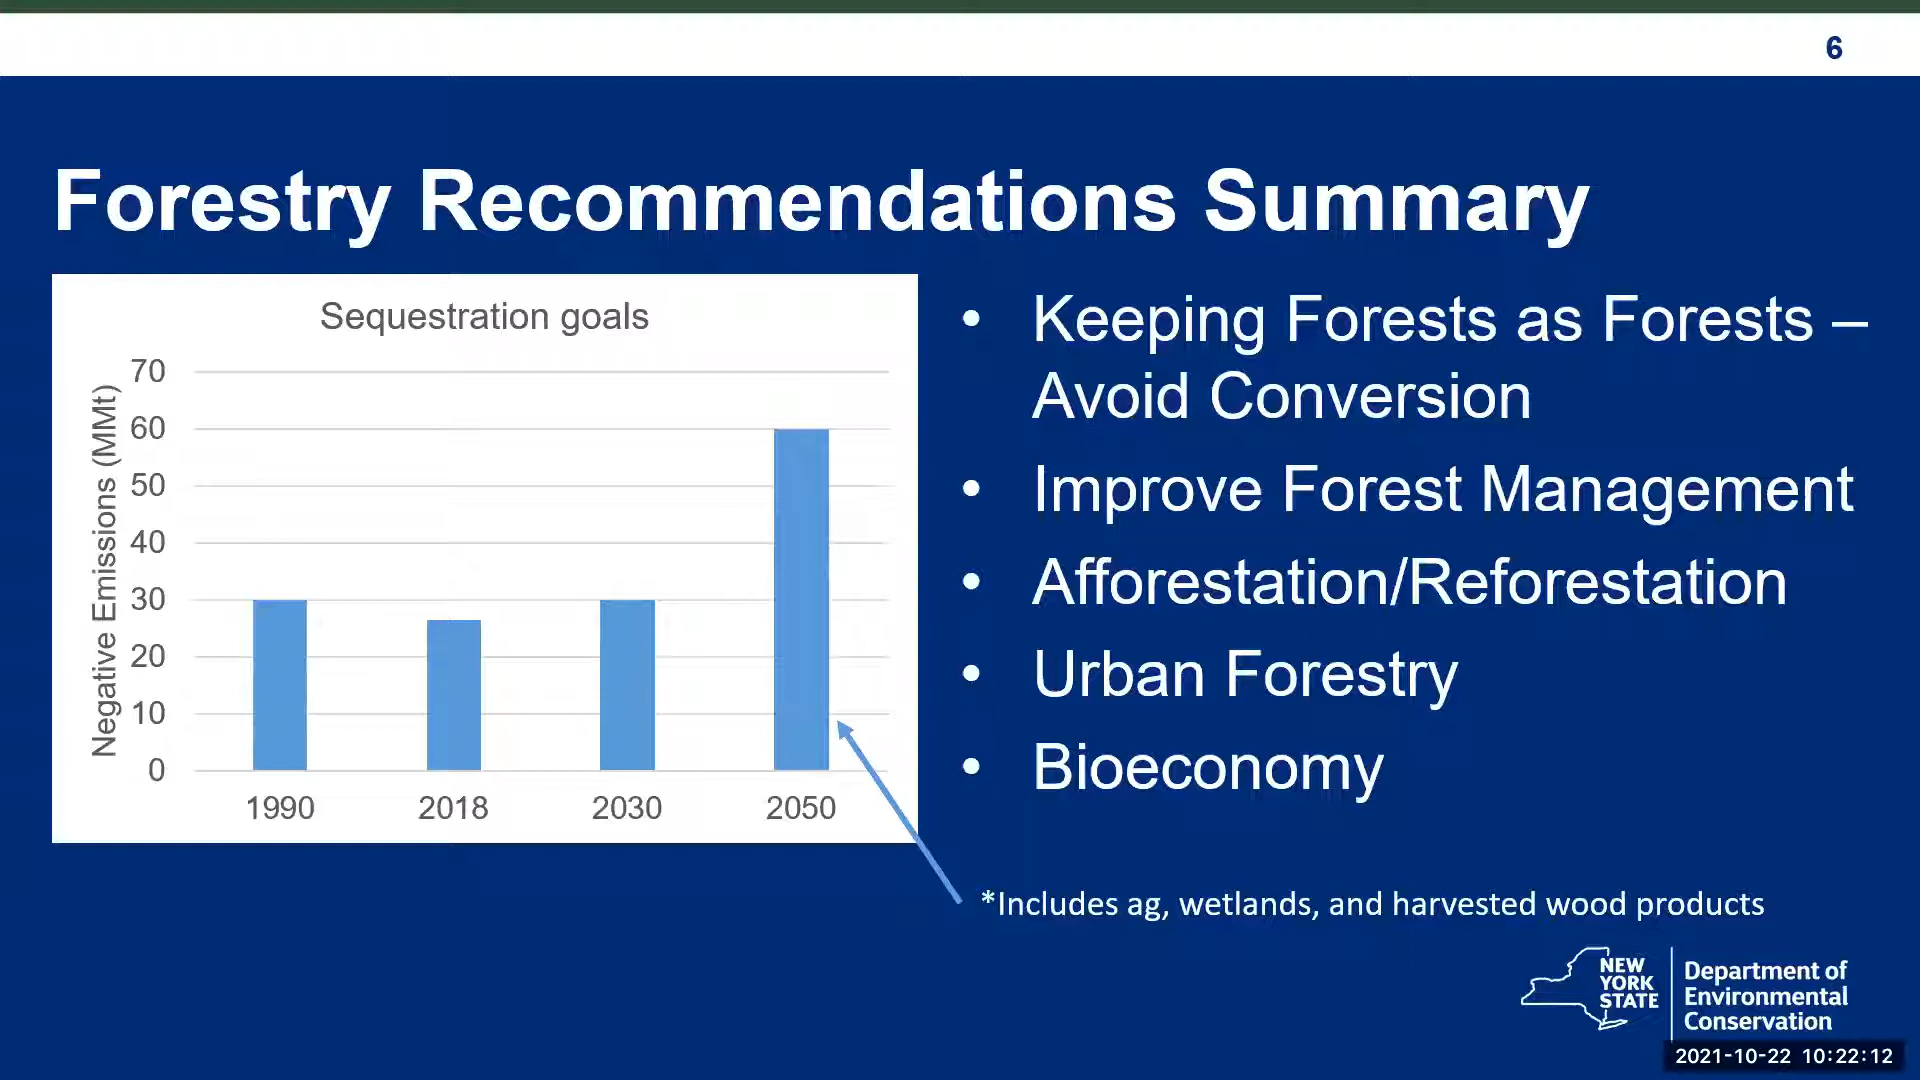 6
Forestry Recommendations Summary
Sequestration goals
Negative Emissions (MMt)
70
60
50
40
30
20
10
0
1990 2018 2030 2050
• Keeping Forests as Forests –
Avoid Conversion
• Improve Forest Management
• Afforestation/Reforestation
• Urban Forestry
• Bioeconomy
*Includes ag, wetlands, and harvested wood products
NEW
YORK
STATE
Department of
Environmental
Conservation
2021-10-22 10:22:12